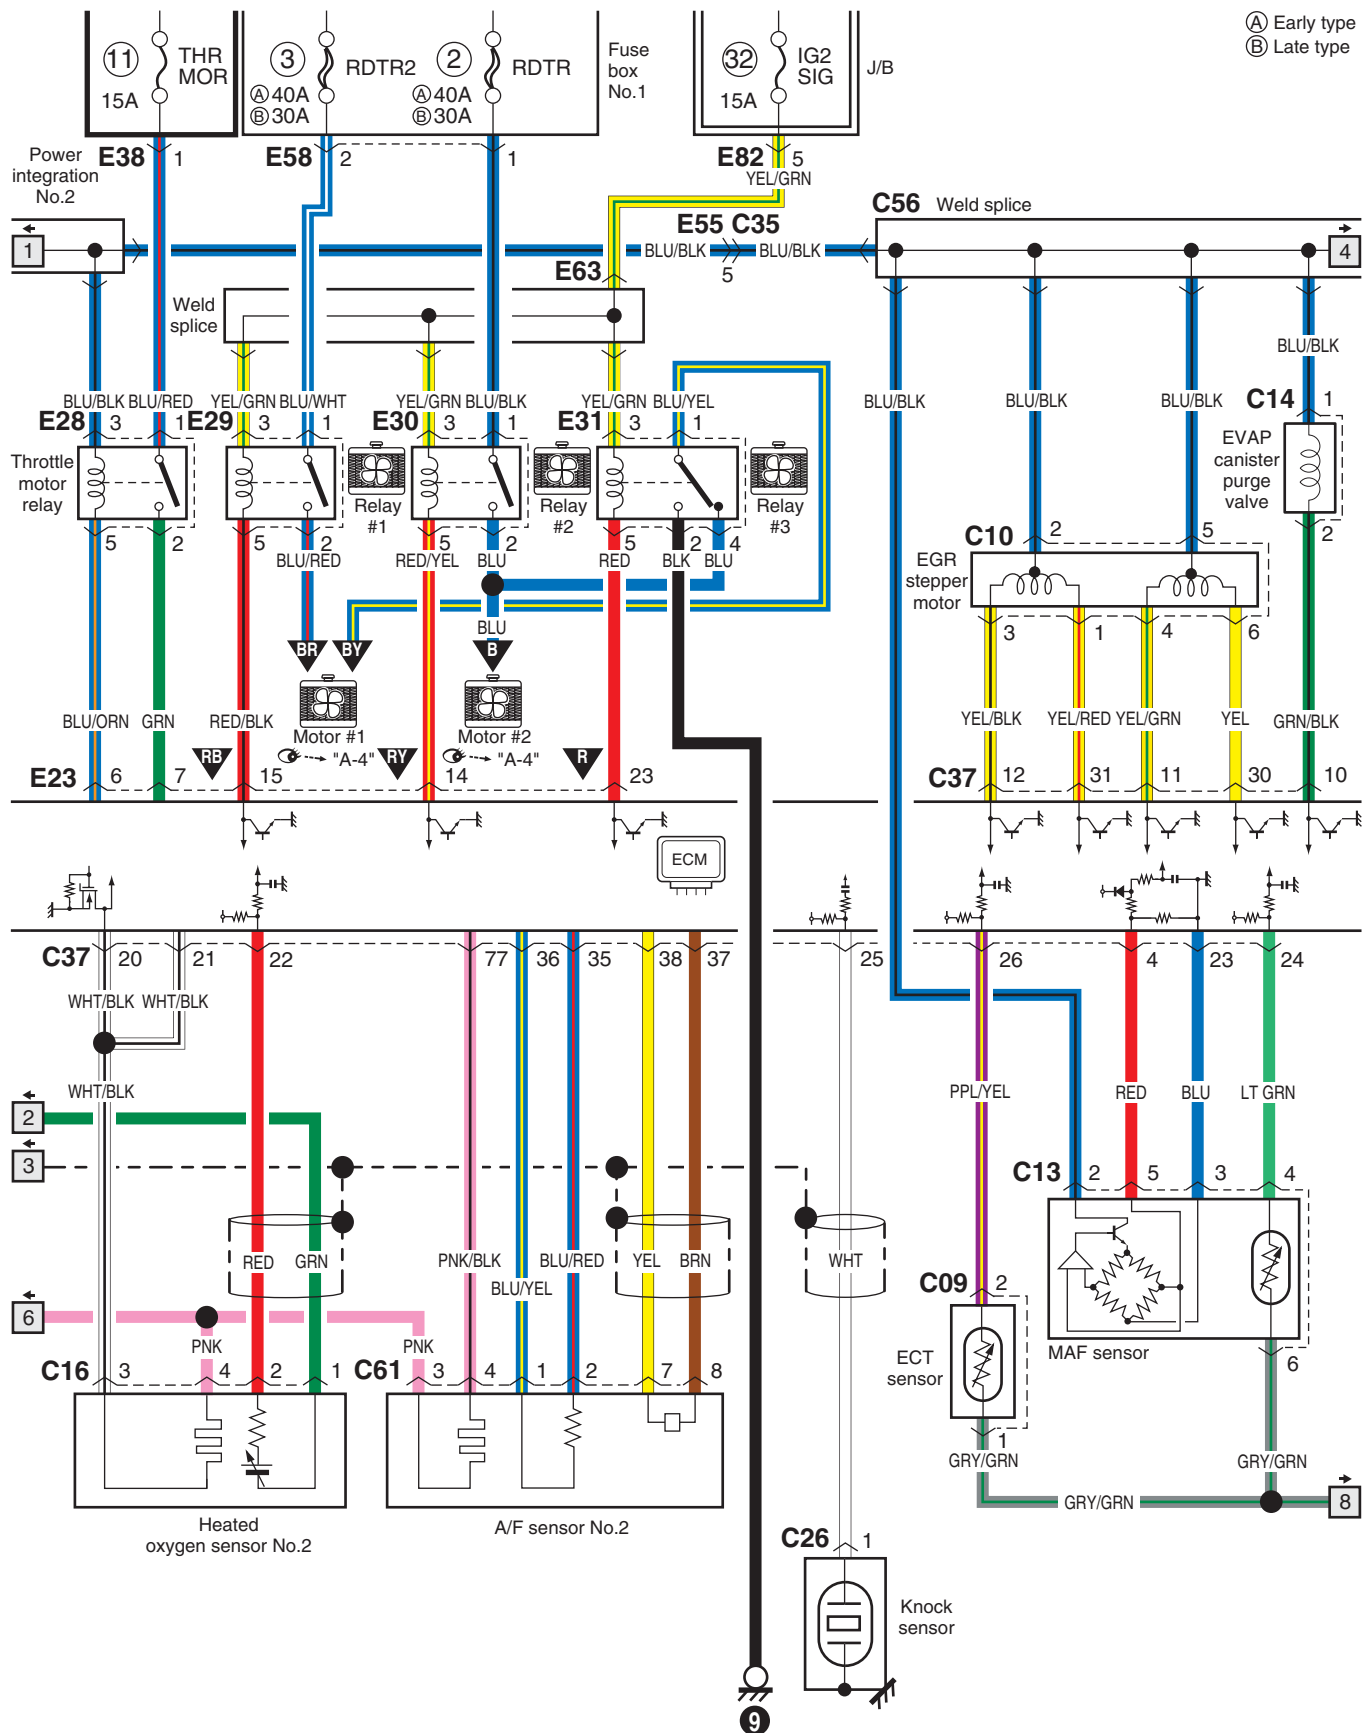 Ⓐ Early type
Ⓑ Late type
11 THR MOR 15A
3 RDTR2
Ⓐ 40A
Ⓑ 30A
2 RDTR
Ⓐ 40A
Ⓑ 30A
Fuse box No.1
32 IG2 SIG 15A
J/B
Power integration No.2
E38 1
E58 2 1
E82 5
YEL/GRN
C56 Weld splice
E55 C35
1 BLU/BLK BLU/BLK 4
5
E63
Weld splice
BLU/BLK
BLU/BLK BLU/RED YEL/GRN BLU/WHT YEL/GRN BLU/BLK YEL/GRN BLU/YEL BLU/BLK BLU/BLK BLU/BLK
E28 3 1 E29 3 1 E30 3 1 E31 3 1 C14 1
Throttle motor relay
Relay #1
Relay #2
Relay #3
EVAP canister purge valve
5 2 5 2 5 2 5 2 4 C10 2 5 2
BLU/RED RED/YEL BLU RED BLK BLU
EGR stepper motor
BLU
3 1 4 6
BR BY B
BLU/ORN GRN RED/BLK
YEL/BLK YEL/RED YEL/GRN YEL GRN/BLK
Motor #1 Motor #2
"A-4" "A-4"
RB RY R
E23 6 7 15 14 23 C37 12 31 11 30 10
ECM
C37 20 21 22 77 36 35 38 37 25 26 4 23 24
WHT/BLK WHT/BLK
WHT/BLK PPL/YEL RED BLU LT GRN
2
3
C13 2 5 3 4
RED GRN PNK/BLK BLU/RED YEL BRN WHT
BLU/YEL
C09 2
6
PNK PNK
MAF sensor
C16 3 4 2 1 C61 3 4 1 2 7 8
ECT sensor
6
1
GRY/GRN GRY/GRN
GRY/GRN 8
Heated oxygen sensor No.2
A/F sensor No.2
C26 1
Knock sensor
9